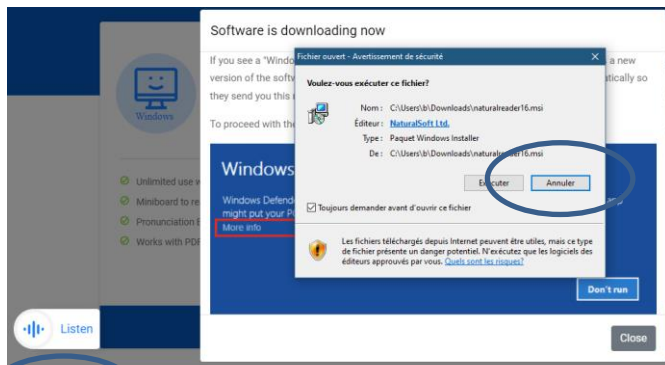 Software is downloading now
If you see a "Windo
a new
version of the softw
atically so
they send you this
To proceed with the
Fichier ouvert - Avertissement de sécurité
Voulez-vous exécuter ce fichier?
Nom : C:\Users\b\Downloads\naturalreader16.msi
Éditeur : NaturalSoft Ltd.
Type : Paquet Windows Installer
De : C:\Users\b\Downloads\naturalreader16.msi
Exécuter Annuler
Toujours demander avant d'ouvrir ce fichier
Les fichiers téléchargés depuis Internet peuvent être utiles, mais ce type
de fichier présente un danger potentiel. N'exécutez que les logiciels des
éditeurs approuvés par vous. Quels sont les risques?
Windows
Unlimited use
Miniboard to re
Pronunciation E
Works with PDF
Windows
Windows Defend
app
might put your PC
More info
Don't run
Listen
Close